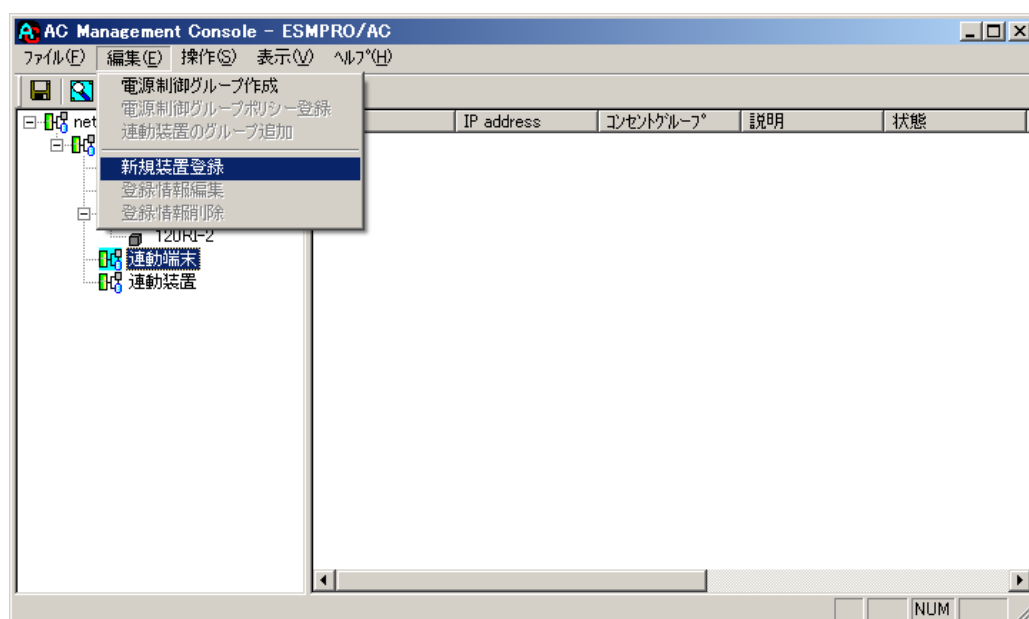 AC Management Console - ESMPRO/AC
ﾌｧｲﾙ(F) 編集(E) 操作(S) 表示(V) ﾍﾙﾌﾟ(H)
電源制御グループ作成
電源制御グループポリシー登録
連動装置のグループ追加
新規装置登録
登録情報編集
登録情報削除
net
IP address ｺﾝｾﾝﾄｸﾞﾙｰﾌﾟ 説明 状態
120Ri-2
連動端末
連動装置
NUM